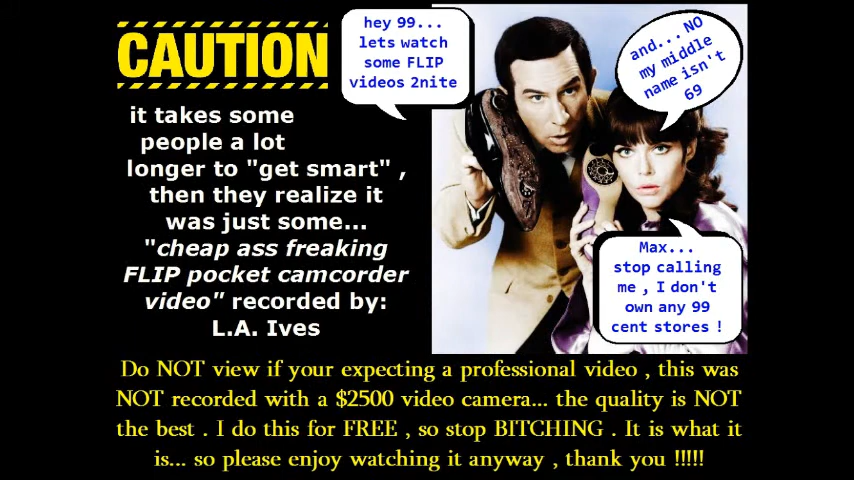 CAUTION
it takes some
people a lot
longer to "get smart" ,
then they realize it
was just some...
"cheap ass freaking
FLIP pocket camcorder
video" recorded by:
L.A. Ives
hey 99...
lets watch
some FLIP
videos 2nite
and... NO
my middle
name isn't
69
Max...
stop calling
me , I don't
own any 99
cent stores !
Do NOT view if your expecting a professional video , this was
NOT recorded with a $2500 video camera... the quality is NOT
the best . I do this for FREE , so stop BITCHING . It is what it
is... so please enjoy watching it anyway , thank you !!!!!